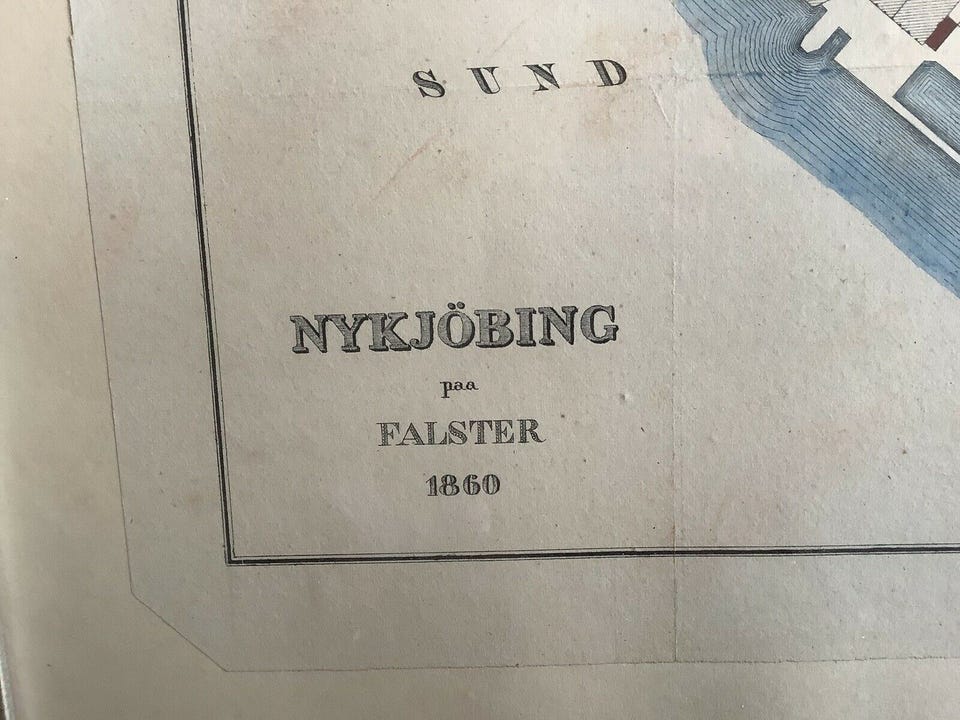 SUND
NYKJÖBING
paa
FALSTER
1860